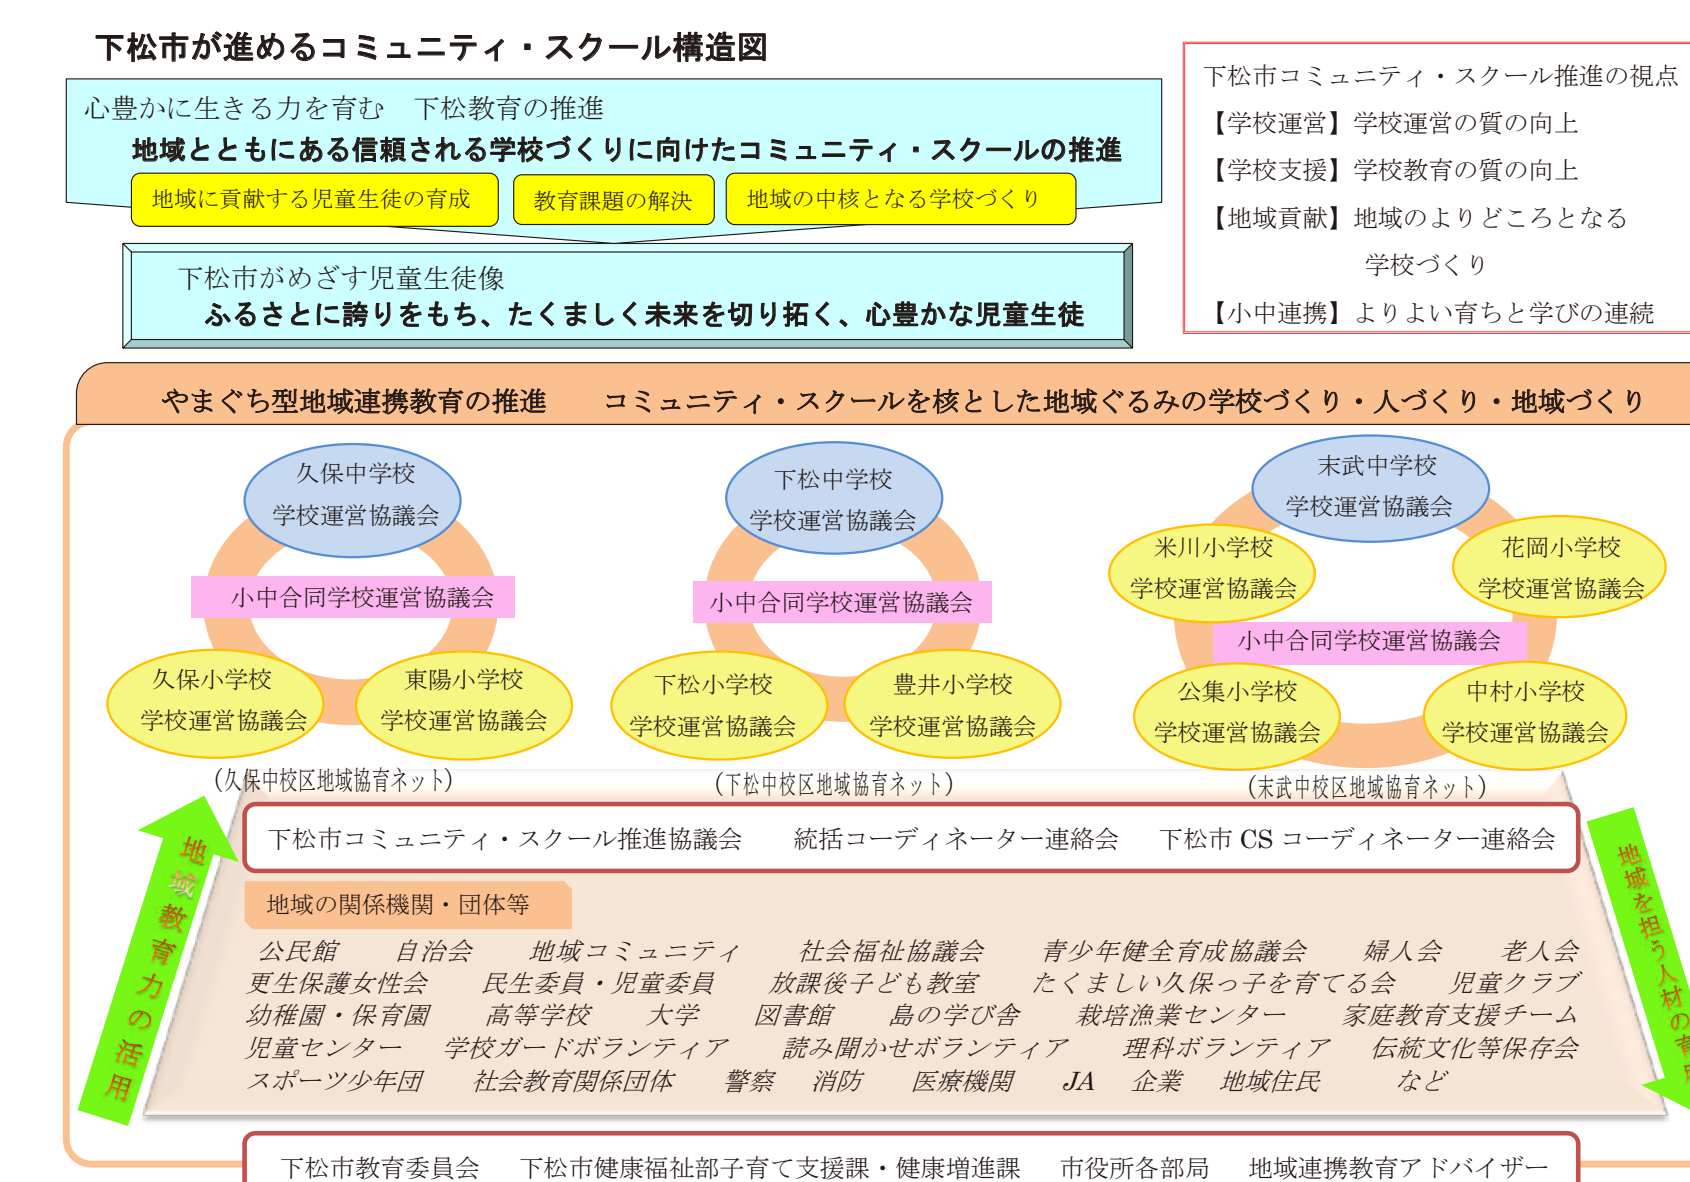 下松市が進めるコミュニティ・スクール構造図
心豊かに生きる力を育む　下松教育の推進
地域とともにある信頼される学校づくりに向けたコミュニティ・スクールの推進
地域に貢献する児童生徒の育成
教育課題の解決
地域の中核となる学校づくり
下松市がめざす児童生徒像
ふるさとに誇りをもち、たくましく未来を切り拓く、心豊かな児童生徒
下松市コミュニティ・スクール推進の視点
【学校運営】学校運営の質の向上
【学校支援】学校教育の質の向上
【地域貢献】地域のよりどころとなる
学校づくり
【小中連携】よりよい育ちと学びの連続
やまぐち型地域連携教育の推進　　コミュニティ・スクールを核とした地域ぐるみの学校づくり・人づくり・地域づくり
久保中学校
学校運営協議会
小中合同学校運営協議会
久保小学校
学校運営協議会
東陽小学校
学校運営協議会
（久保中校区地域協育ネット）
下松中学校
学校運営協議会
小中合同学校運営協議会
下松小学校
学校運営協議会
豊井小学校
学校運営協議会
（下松中校区地域協育ネット）
末武中学校
学校運営協議会
米川小学校
学校運営協議会
花岡小学校
学校運営協議会
小中合同学校運営協議会
公集小学校
学校運営協議会
中村小学校
学校運営協議会
（末武中校区地域協育ネット）
地域教育力の活用
下松市コミュニティ・スクール推進協議会　　統括コーディネーター連絡会　　下松市 CS コーディネーター連絡会
地域の関係機関・団体等
公民館　　自治会　　地域コミュニティ　　社会福祉協議会　　青少年健全育成協議会　　婦人会　　老人会
更生保護女性会　　民生委員・児童委員　　放課後子ども教室　　たくましい久保っ子を育てる会　　児童クラブ
幼稚園・保育園　　高等学校　　大学　　図書館　　島の学び舎　　栽培漁業センター　　家庭教育支援チーム
児童センター　　学校ガードボランティア　　読み聞かせボランティア　　理科ボランティア　　伝統文化等保存会
スポーツ少年団　　社会教育関係団体　　警察　　消防　　医療機関　　JA　　企業　　地域住民　　など
地域を担う人材の育
下松市教育委員会　　下松市健康福祉部子育て支援課・健康増進課　　市役所各部局　　地域連携教育アドバイザー